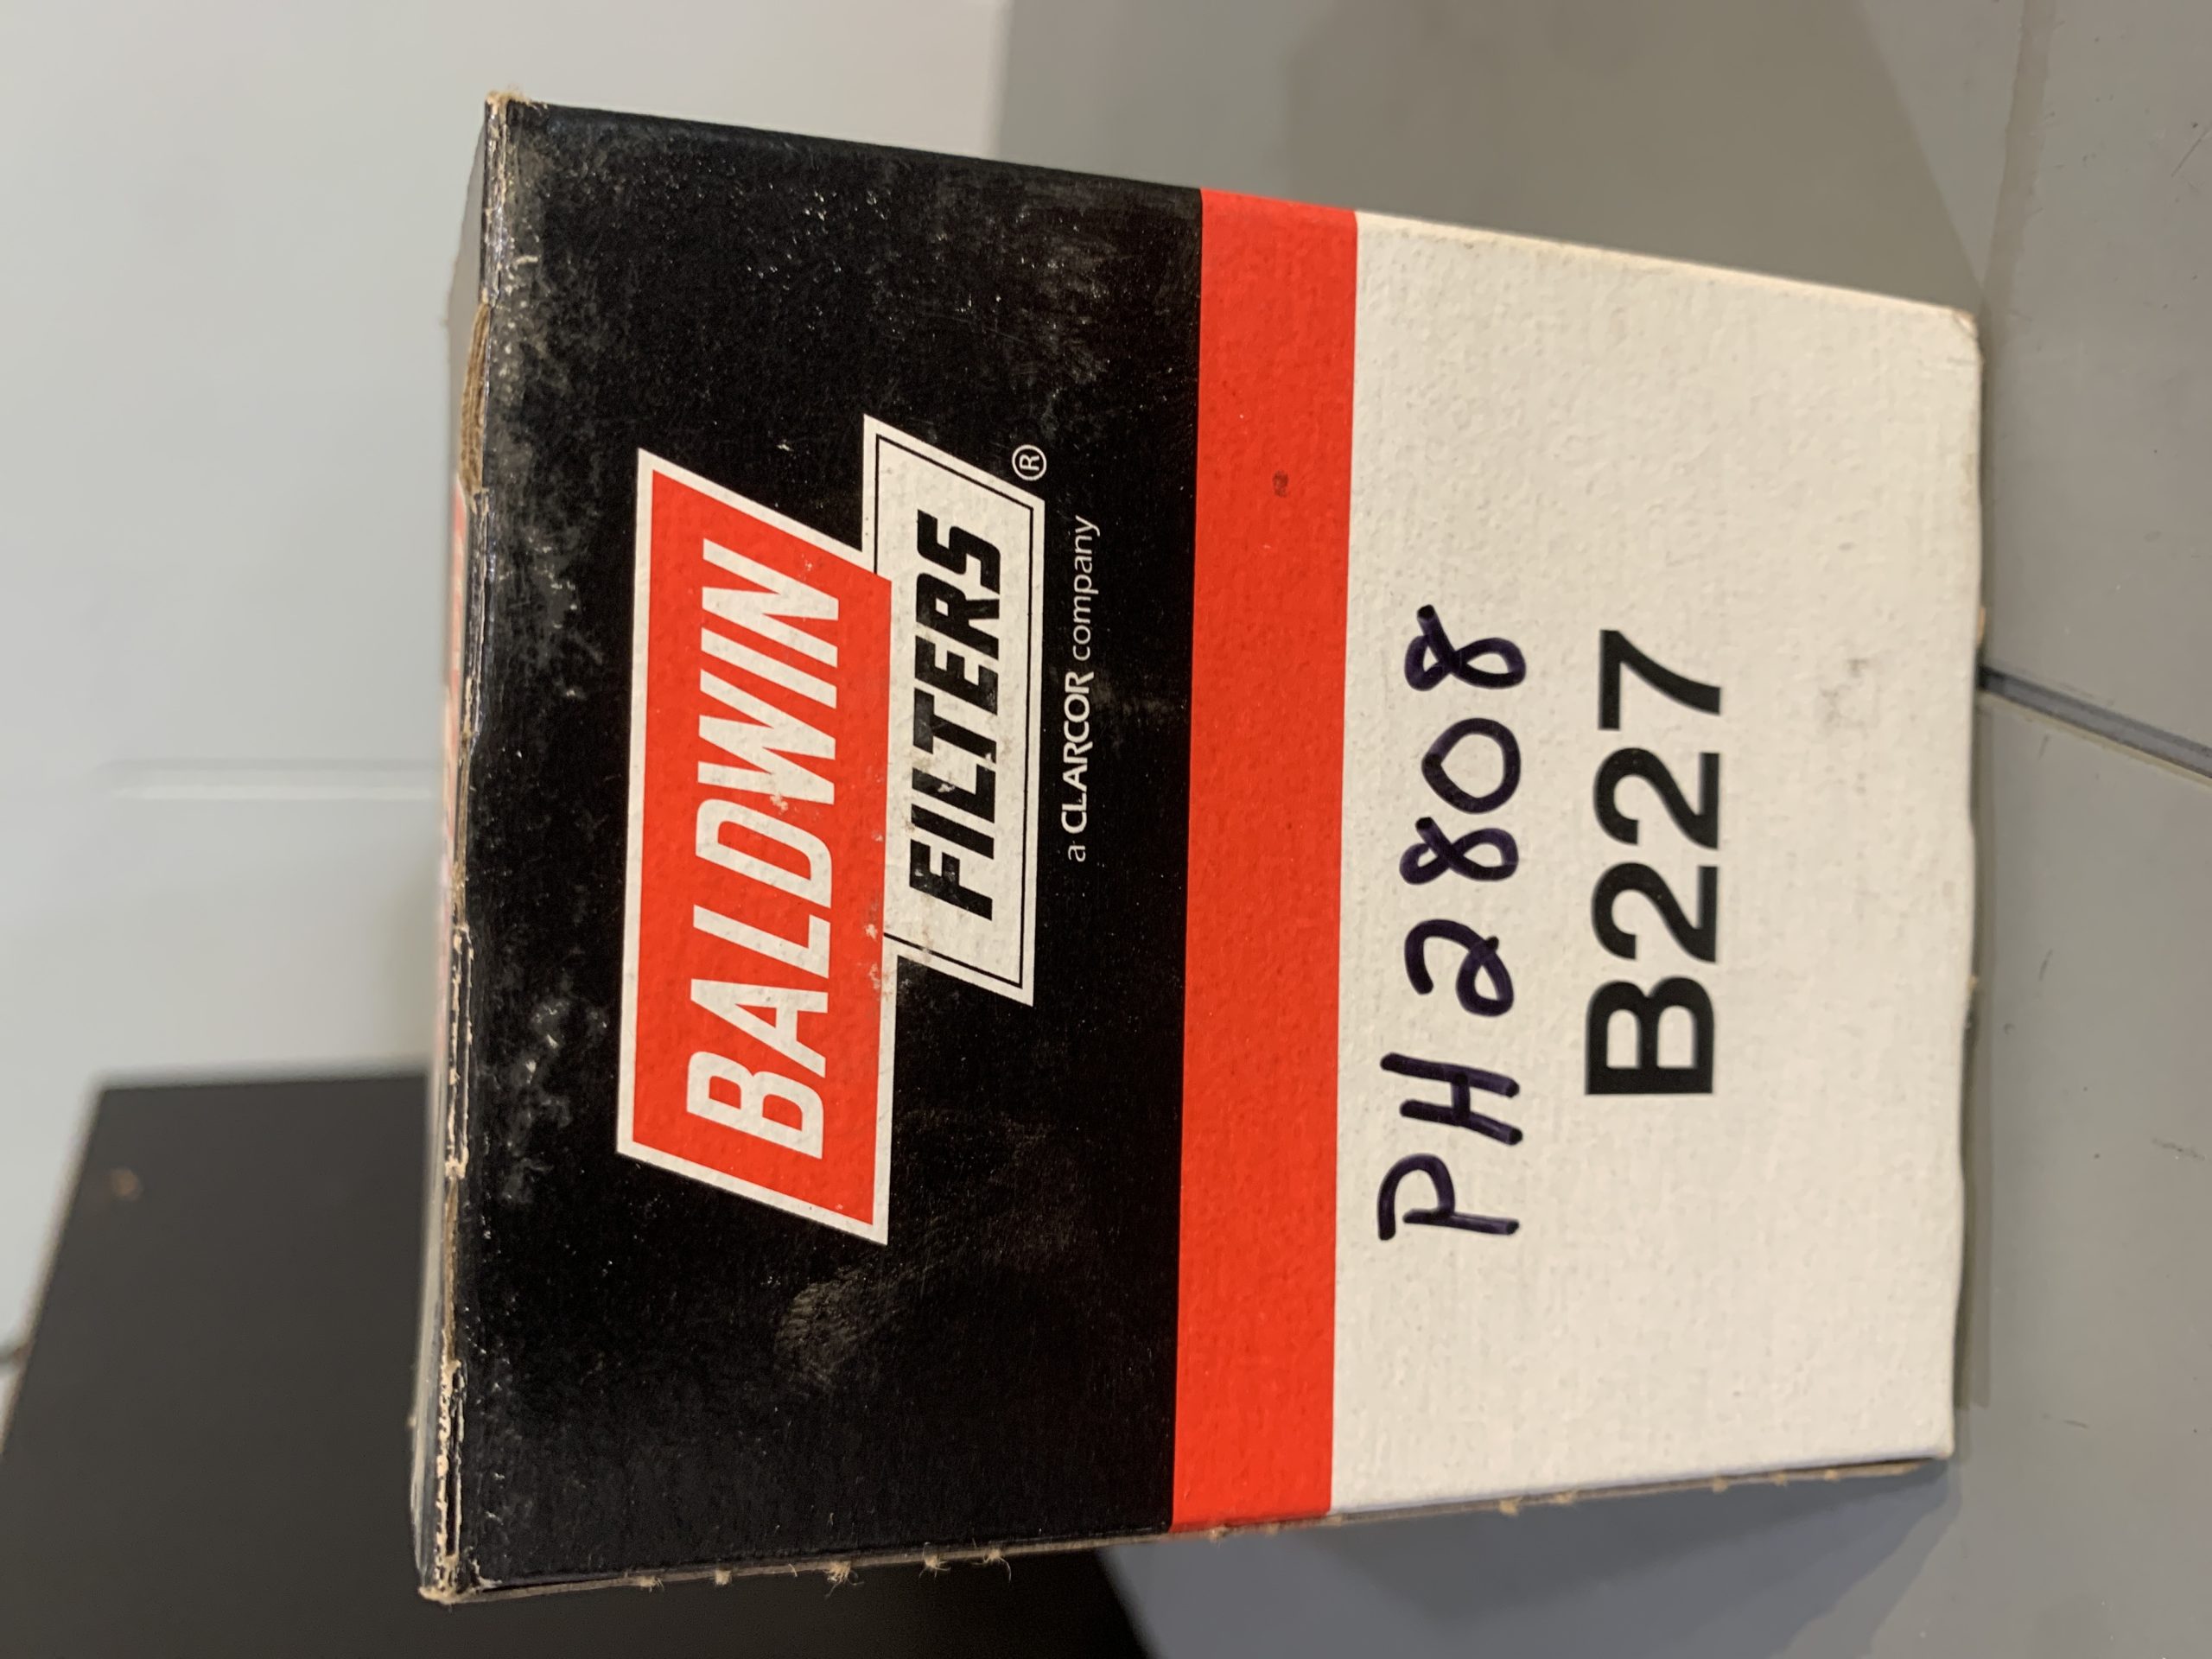 BALDWIN
FILTERS®
a CLARCOR company
PH2808
B227